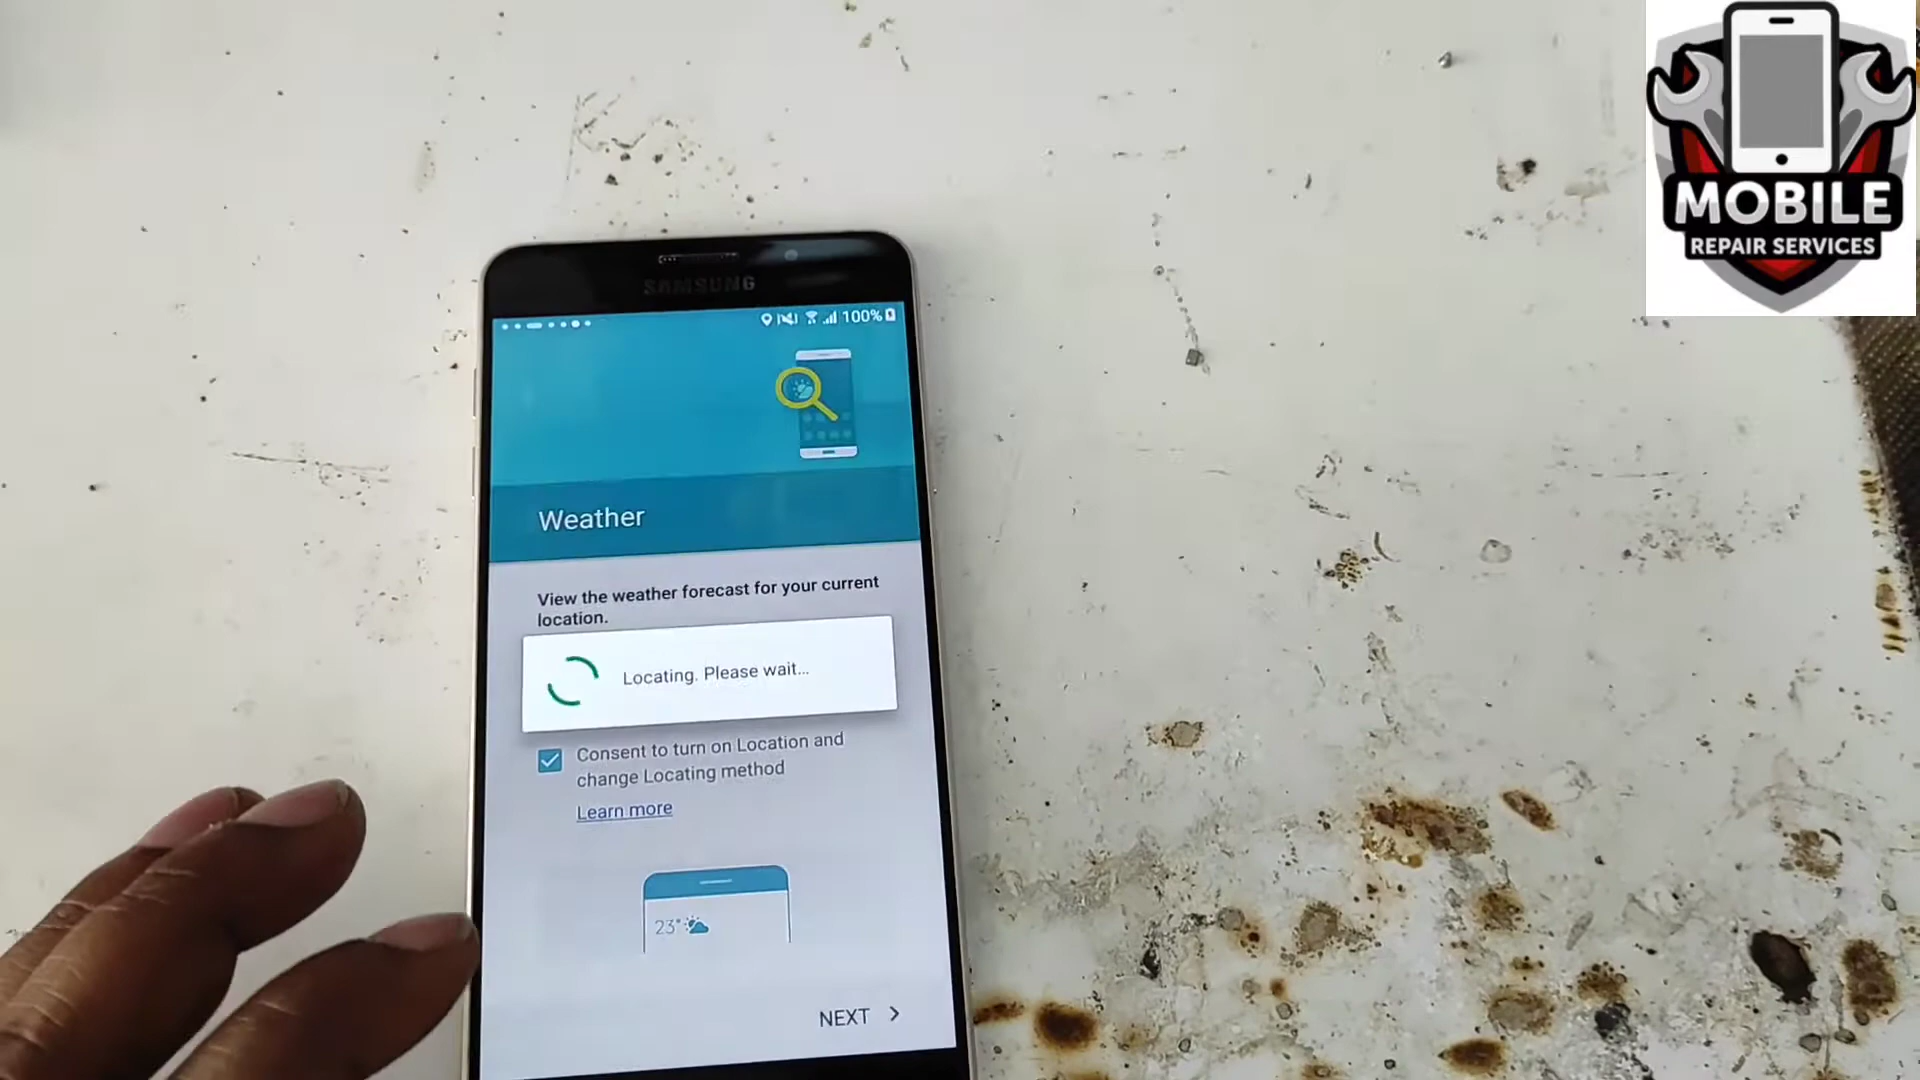 MOBILE
REPAIR SERVICES
SAMSUNG
100%
Weather
View the weather forecast for your current
location.
Locating. Please wait...
Consent to turn on Location and
change Locating method
Learn more
23°
NEXT >